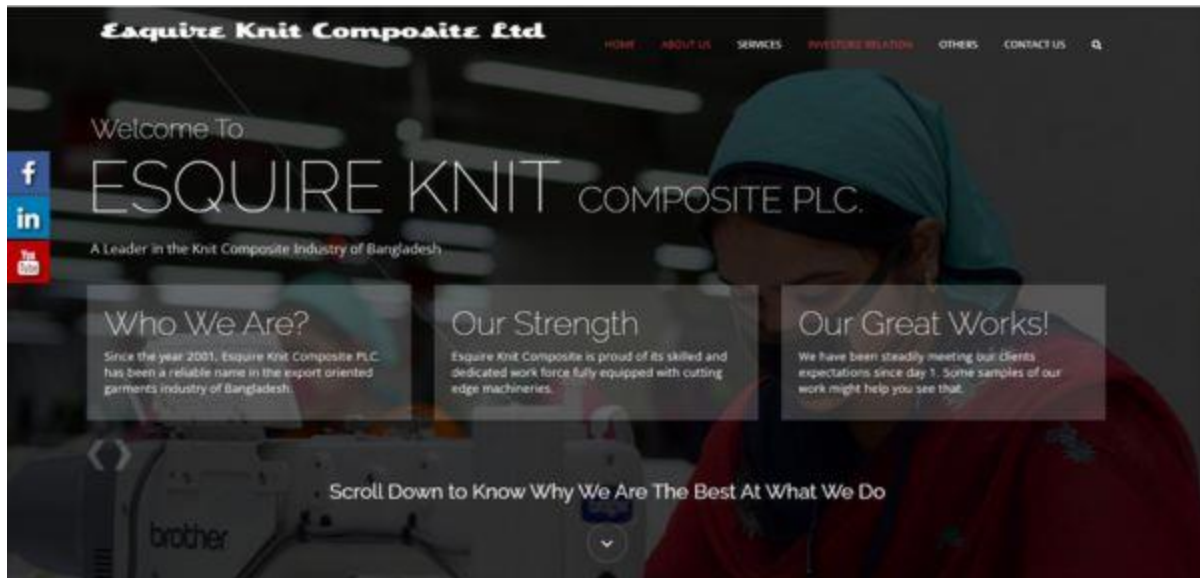 Esquire Knit Composite Ltd
HOME ABOUT US SERVICES INVESTORS RELATION OTHERS CONTACT US
Welcome To
ESQUIRE KNIT COMPOSITE PLC.
A Leader in the Knit Composite Industry of Bangladesh
f
in
You Tube
Who We Are?
Since the year 2001, Esquire Knit Composite PLC.
has been a reliable name in the export oriented
garments industry of Bangladesh.
Our Strength
Esquire Knit Composite is proud of its skilled and
dedicated work force fully equipped with cutting
edge machineries.
Our Great Works!
We have been steadily meeting our clients
expectations since day 1. Some samples of our
work might help you see that.
Scroll Down to Know Why We Are The Best At What We Do
brother